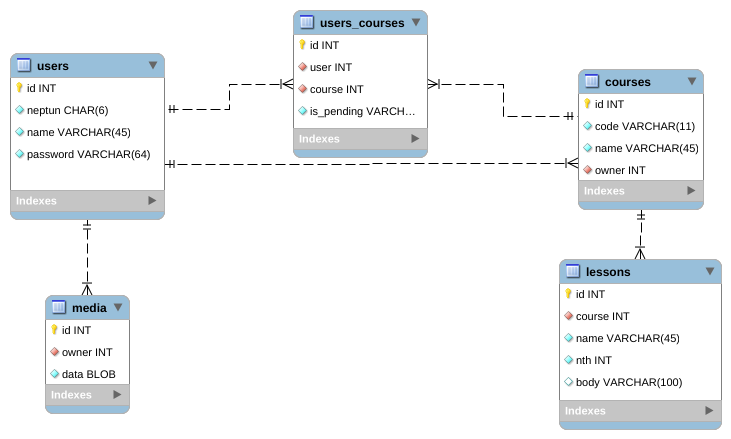 users_courses
id INT
user INT
course INT
is_pending VARCH...
Indexes
users
id INT
neptun CHAR(6)
name VARCHAR(45)
password VARCHAR(64)
Indexes
courses
id INT
code VARCHAR(11)
name VARCHAR(45)
owner INT
Indexes
media
id INT
owner INT
data BLOB
Indexes
lessons
id INT
course INT
name VARCHAR(45)
nth INT
body VARCHAR(100)
Indexes